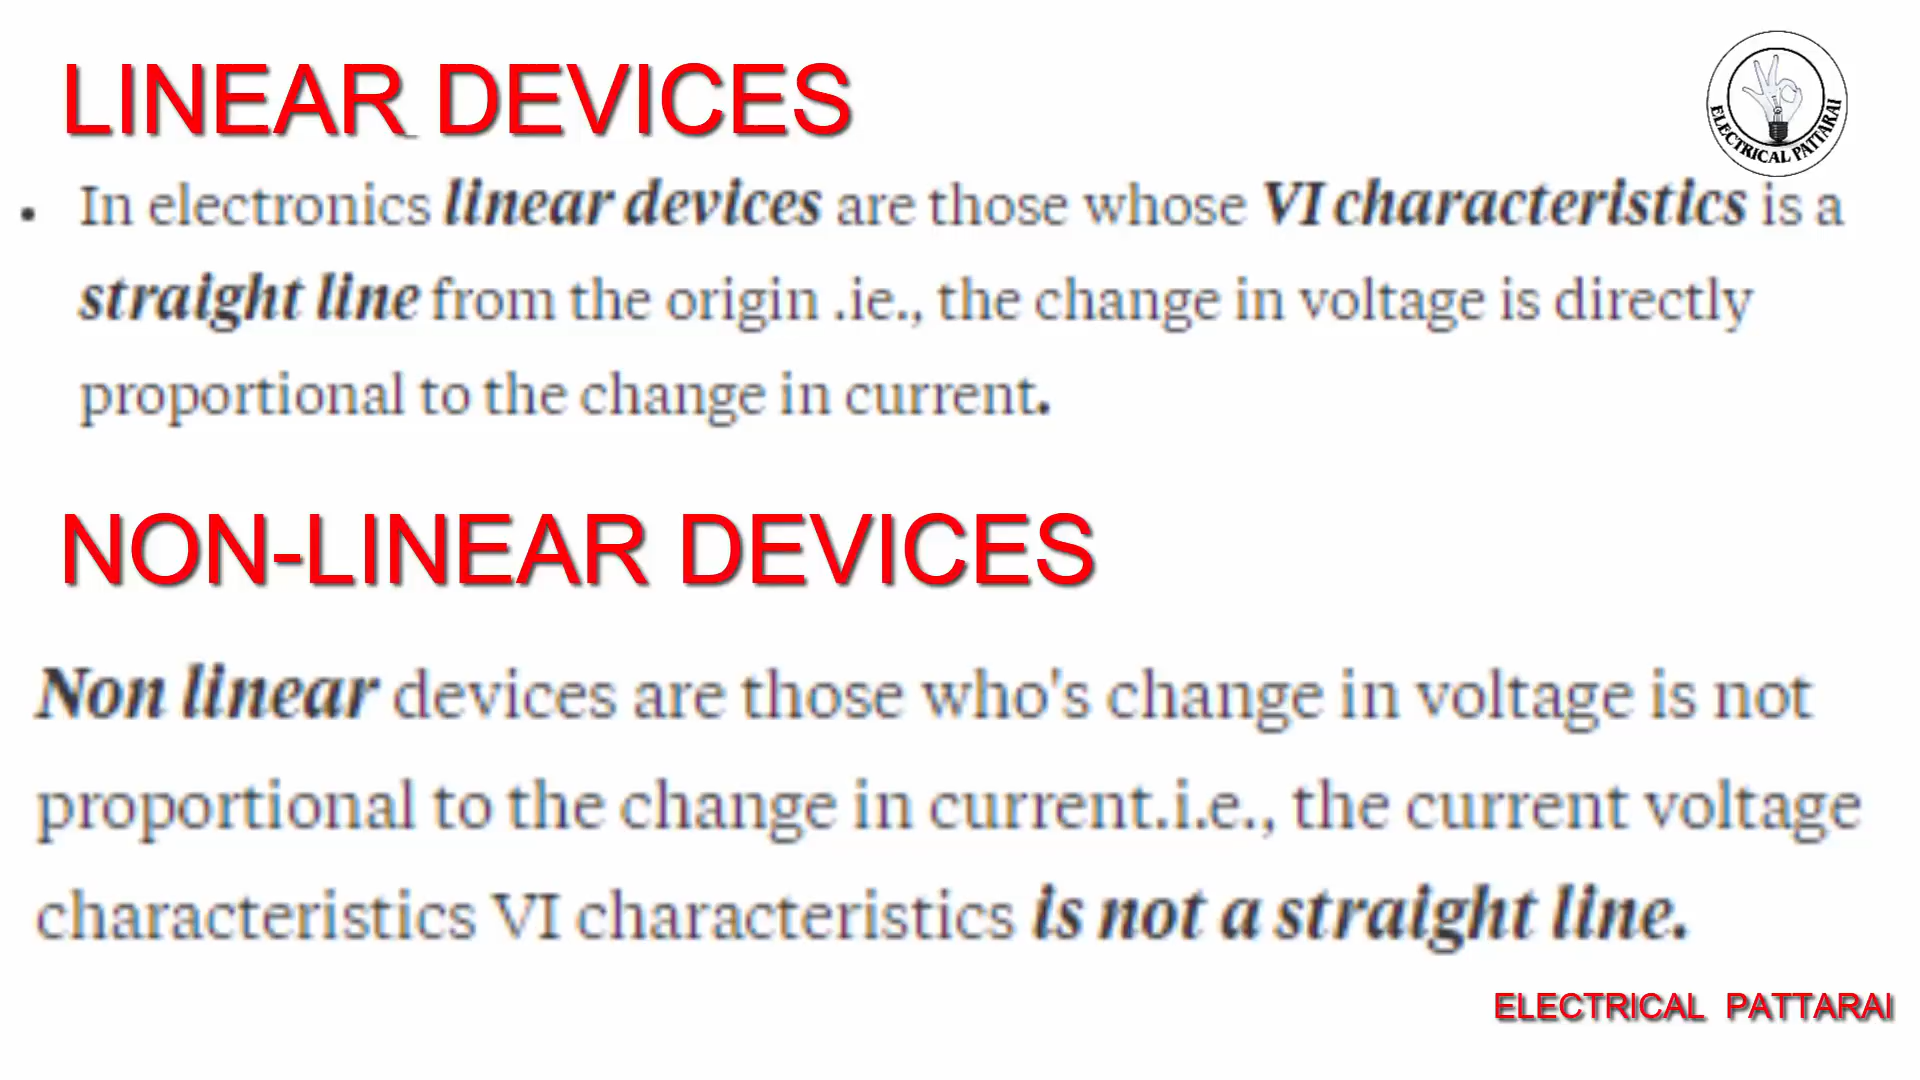 LINEAR DEVICES
ELECTRICAL PATTARAI
• In electronics linear devices are those whose VI characteristics is a
straight line from the origin .ie., the change in voltage is directly
proportional to the change in current.
NON-LINEAR DEVICES
Non linear devices are those who's change in voltage is not
proportional to the change in current.i.e., the current voltage
characteristics VI characteristics is not a straight line.
ELECTRICAL PATTARAI